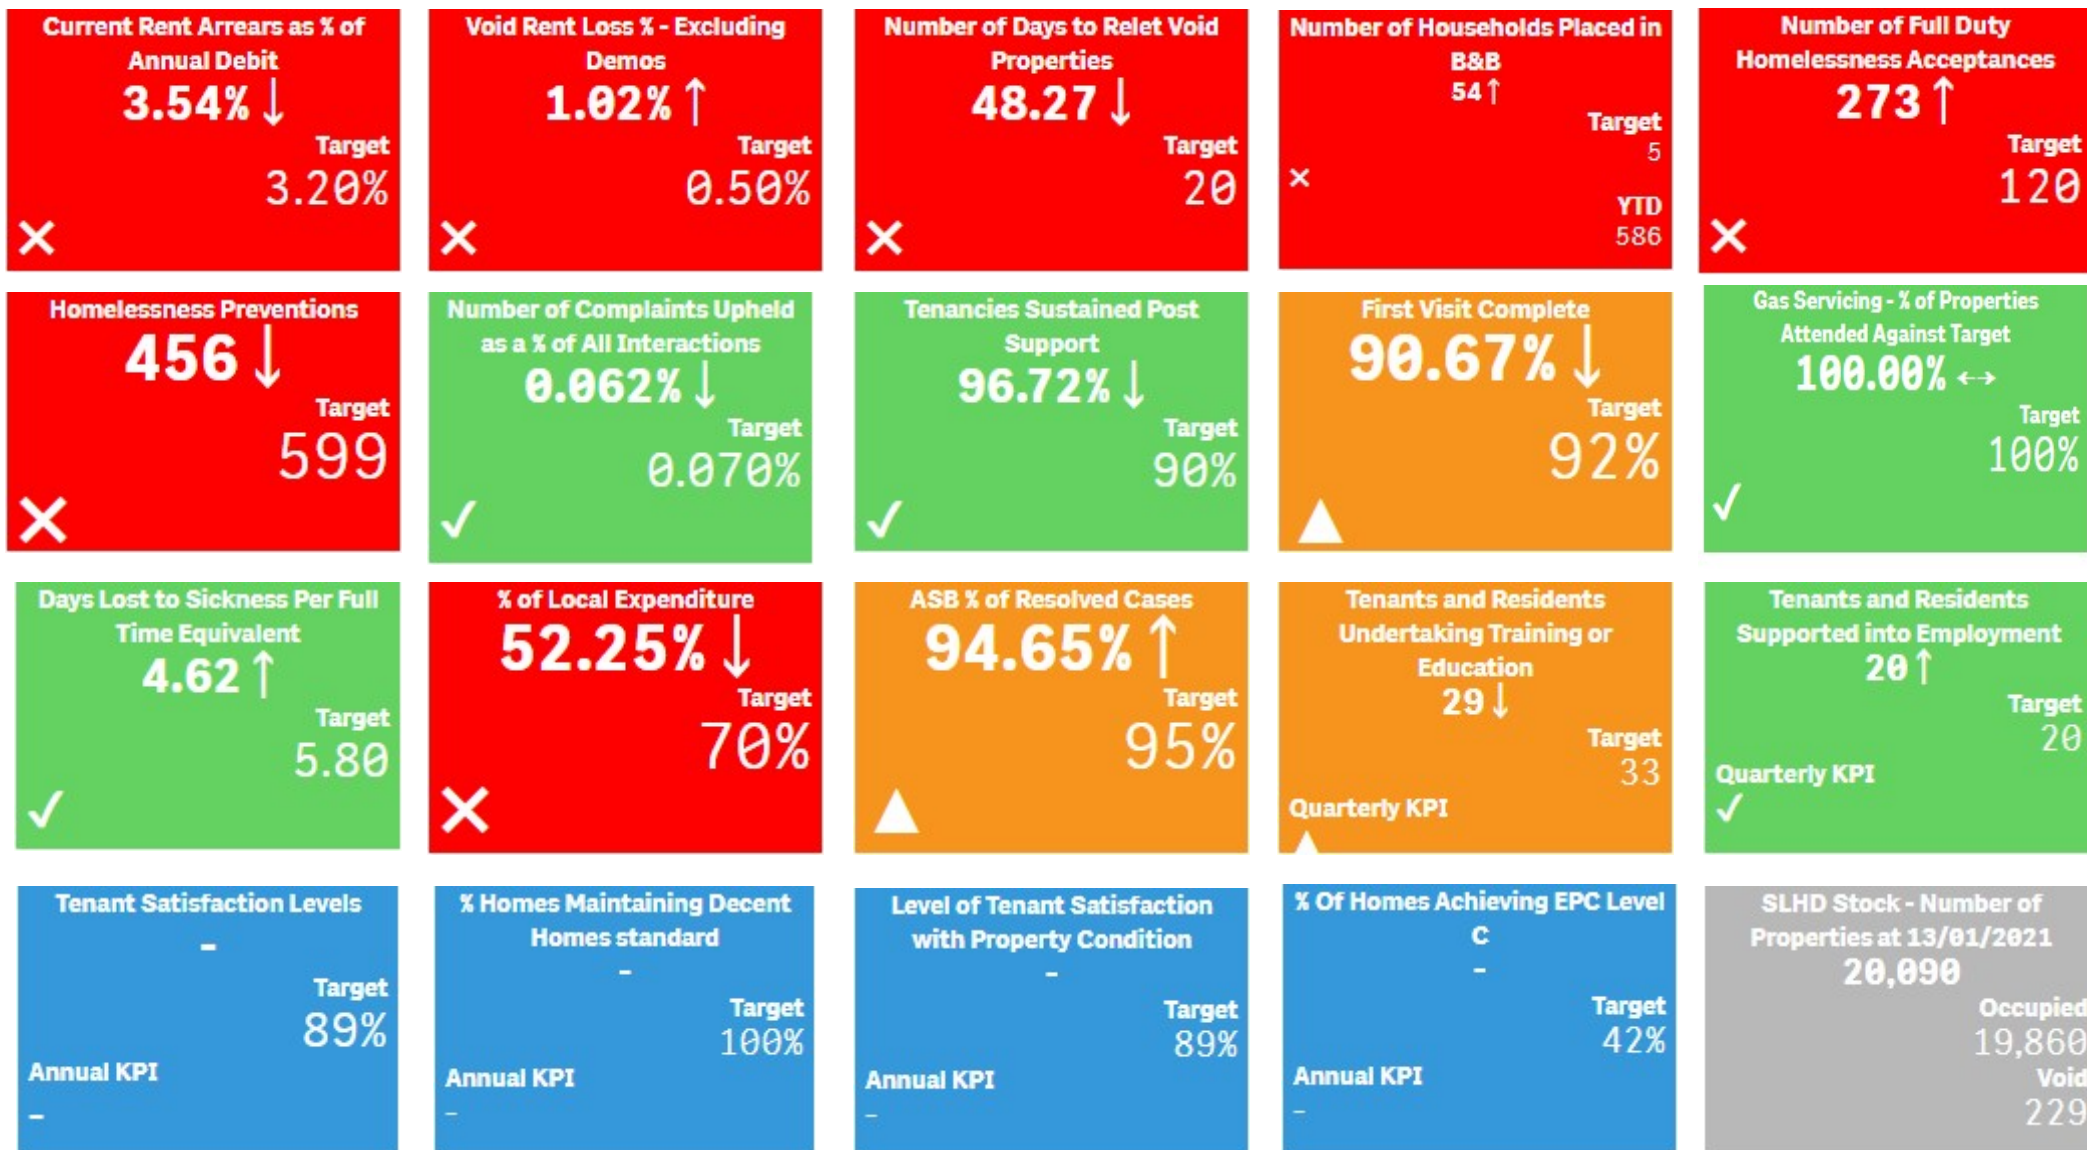 Current Rent Arrears as % of
Annual Debit
3.54% ↓
Target
3.20%
✕
Void Rent Loss % - Excluding
Demos
1.02% ↑
Target
0.50%
✕
Number of Days to Relet Void
Properties
48.27 ↓
Target
20
✕
Number of Households Placed in
B&B
54 ↑
Target
5
✕
YTD
586
Number of Full Duty
Homelessness Acceptances
273 ↑
Target
120
✕
Homelessness Preventions
456 ↓
Target
599
✕
Number of Complaints Upheld
as a % of All Interactions
0.062% ↓
Target
0.070%
✓
Tenancies Sustained Post
Support
96.72% ↓
Target
90%
✓
First Visit Complete
90.67% ↓
Target
92%
▲
Gas Servicing - % of Properties
Attended Against Target
100.00% ↔
Target
100%
✓
Days Lost to Sickness Per Full
Time Equivalent
4.62 ↑
Target
5.80
✓
% of Local Expenditure
52.25% ↓
Target
70%
✕
ASB % of Resolved Cases
94.65% ↑
Target
95%
▲
Tenants and Residents
Undertaking Training or
Education
29 ↓
Target
33
Quarterly KPI
▲
Tenants and Residents
Supported into Employment
20 ↑
Target
20
Quarterly KPI
✓
Tenant Satisfaction Levels
-
Target
89%
Annual KPI
-
% Homes Maintaining Decent
Homes standard
-
Target
100%
Annual KPI
-
Level of Tenant Satisfaction
with Property Condition
-
Target
89%
Annual KPI
-
% Of Homes Achieving EPC Level
C
-
Target
42%
Annual KPI
-
SLHD Stock - Number of
Properties at 13/01/2021
20,090
Occupied
19,860
Void
229